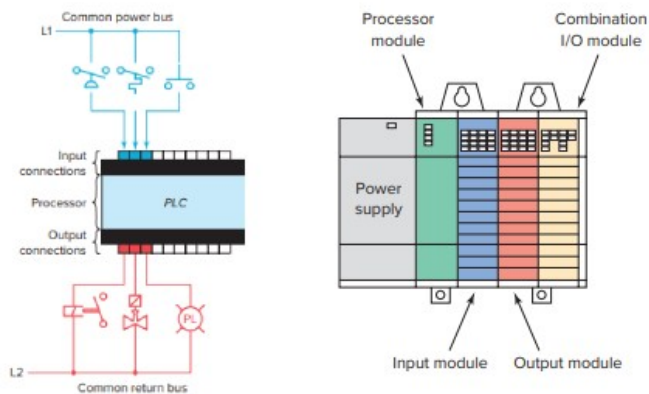 Common power bus
L1
Input
connections
Processor
PLC
Output
connections
PL
L2
Common return bus
Processor
module
Combination
I/O module
Power
supply
Input module
Output module